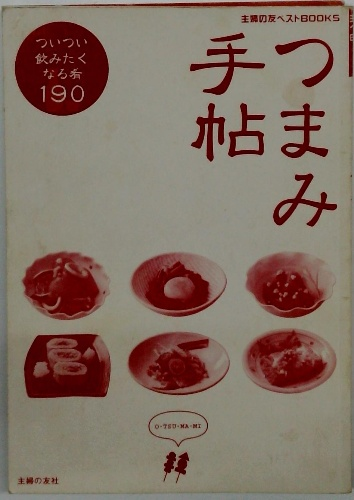 主婦の友ベストBOOKS
つまみ
手帖
ついつい
飲みたく
なる肴
190
O-TSU-MA-MI
主婦の友社